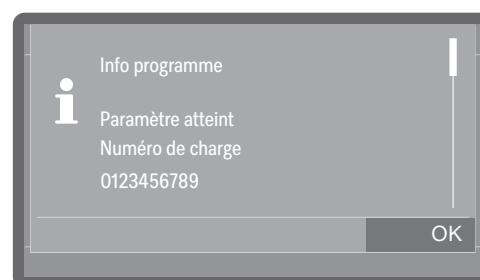 Info programme
Paramètre atteint
Numéro de charge
0123456789
OK